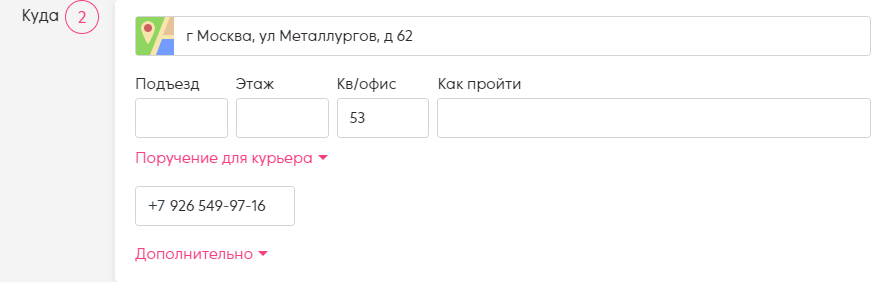 Куда 2
г Москва, ул Металлургов, д 62
Подъезд Этаж Кв/офис Как пройти
53
Поручение для курьера
+7 926 549-97-16
Дополнительно